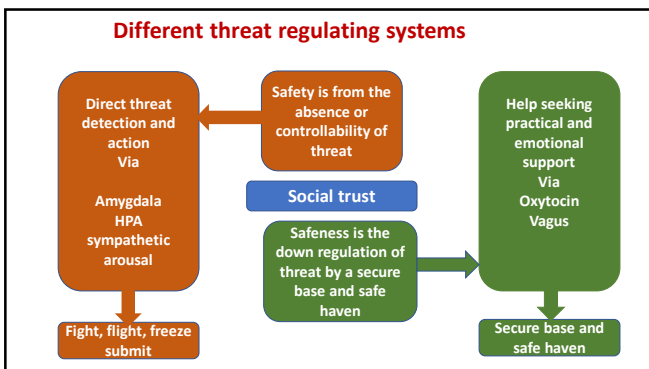 Different threat regulating systems
Direct threat
detection and
action
Via
Amygdala
HPA
sympathetic
arousal
Safety is from the
absence or
controllability of
threat
Help seeking
practical and
emotional
support
Via
Oxytocin
Vagus
Social trust
Safeness is the
down regulation of
threat by a secure
base and safe
haven
Fight, flight, freeze
submit
Secure base and
safe haven